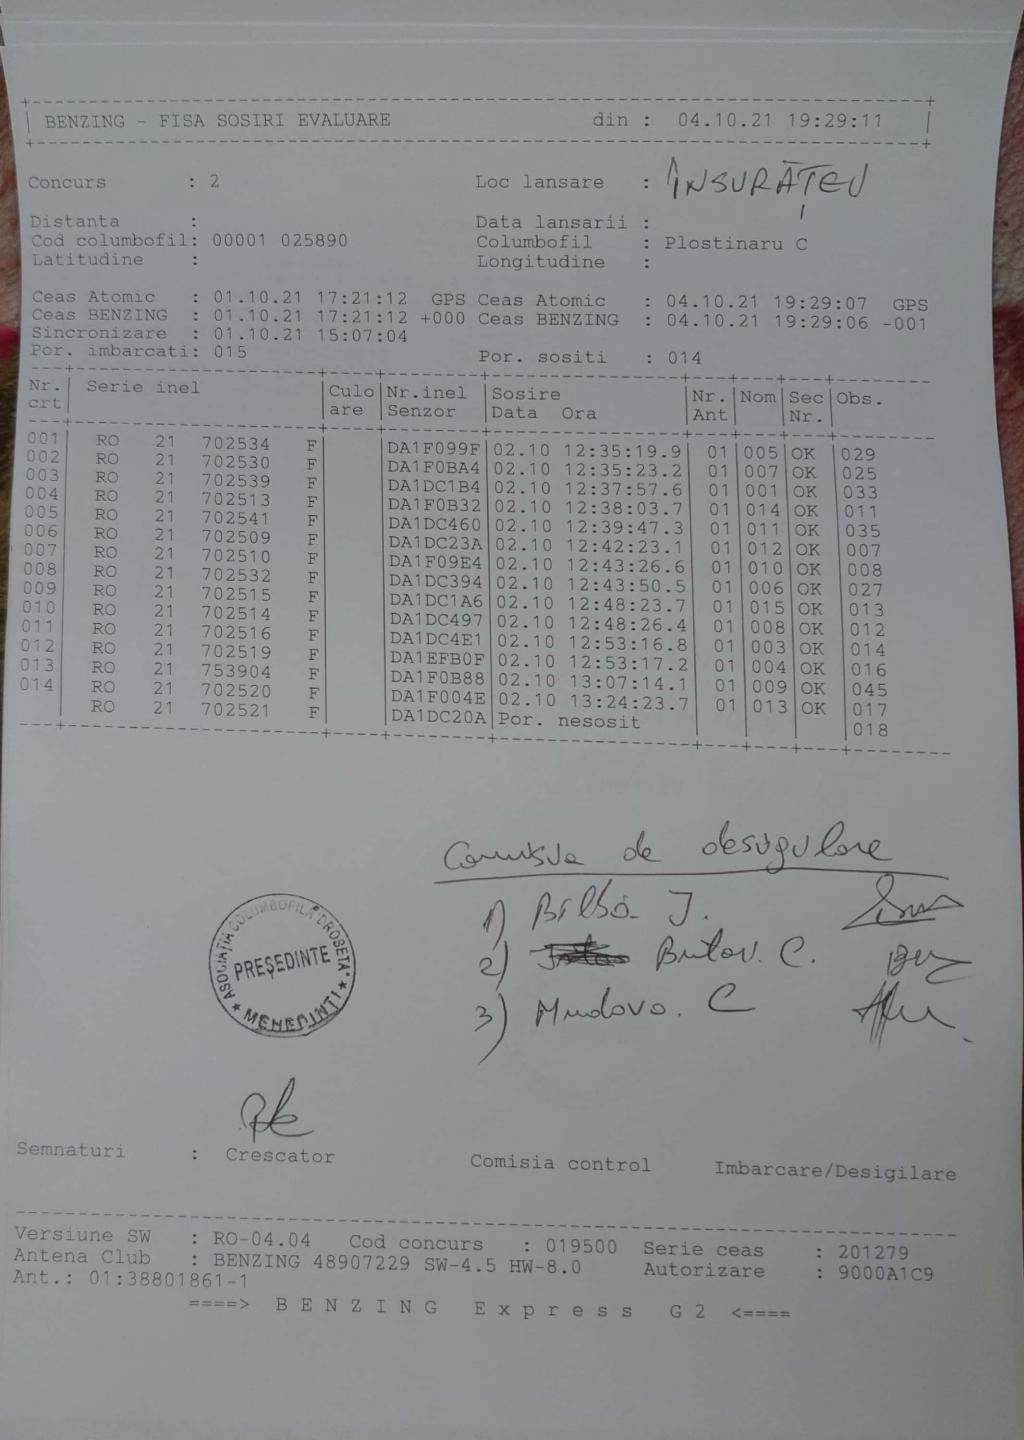 BENZING - FISA SOSIRI EVALUARE din : 04.10.21 19:29:11
Concurs : 2 Loc lansare : ÎNSURĂȚEU
Distanta : Data lansarii :
Cod columbofil: 00001 025890 Columbofil : Plostinaru C
Latitudine : Longitudine :
Ceas Atomic : 01.10.21 17:21:12 GPS Ceas Atomic : 04.10.21 19:29:07 GPS
Ceas BENZING : 01.10.21 17:21:12 +000 Ceas BENZING : 04.10.21 19:29:06 -001
Sincronizare : 01.10.21 15:07:04
Por. imbarcati: 015 Por. sositi : 014
Nr. Serie inel Culo Nr.inel Sosire Nr. Nom Sec Obs.
crt are Senzor Data Ora Ant Nr.
001 RO 21 702534 F DA1F099F 02.10 12:35:19.9 01 005 OK 029
002 RO 21 702530 F DA1F0BA4 02.10 12:35:23.2 01 007 OK 025
003 RO 21 702539 F DA1DC1B4 02.10 12:37:57.6 01 001 OK 033
004 RO 21 702513 F DA1F0B32 02.10 12:38:03.7 01 014 OK 011
005 RO 21 702541 F DA1DC460 02.10 12:39:47.3 01 011 OK 035
006 RO 21 702509 F DA1DC23A 02.10 12:42:23.1 01 012 OK 007
007 RO 21 702510 F DA1F09E4 02.10 12:43:26.6 01 010 OK 008
008 RO 21 702532 F DA1DC394 02.10 12:43:50.5 01 006 OK 027
009 RO 21 702515 F DA1DC1A6 02.10 12:48:23.7 01 015 OK 013
010 RO 21 702514 F DA1DC497 02.10 12:48:26.4 01 008 OK 012
011 RO 21 702516 F DA1DC4E1 02.10 12:53:16.8 01 003 OK 014
012 RO 21 702519 F DA1EFB0F 02.10 12:53:17.2 01 004 OK 016
013 RO 21 753904 F DA1F0B88 02.10 13:07:14.1 01 009 OK 045
014 RO 21 702520 F DA1F004E 02.10 13:24:23.7 01 013 OK 017
RO 21 702521 F DA1DC20A Por. nesosit 018
Comisia de desigilare
1) Bilbă J.
2) Butov. C.
3) C
ASOCIAȚIA COLUMBOFILĂ DROBETA
PREȘEDINTE
MEHEDINȚI
Semnaturi : Crescator Comisia control Imbarcare/Desigilare
Versiune SW : RO-04.04 Cod concurs : 019500 Serie ceas : 201279
Antena Club : BENZING 48907229 SW-4.5 HW-8.0 Autorizare : 9000A1C9
Ant.: 01:38801861-1
====> B E N Z I N G E x p r e s s G 2 <====